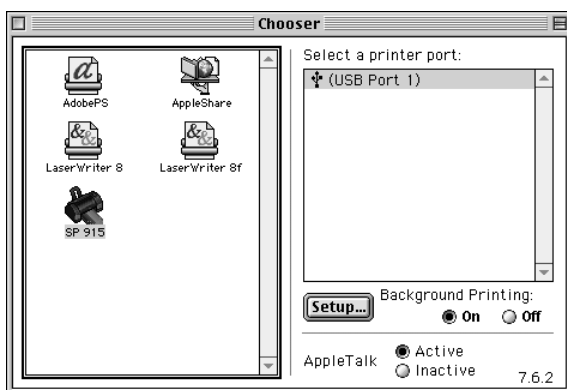 Chooser
AdobePS
AppleShare
LaserWriter 8
LaserWriter 8f
SP 915
Select a printer port:
(USB Port 1)
Setup...
Background Printing:
On
Off
AppleTalk
Active
Inactive
7.6.2